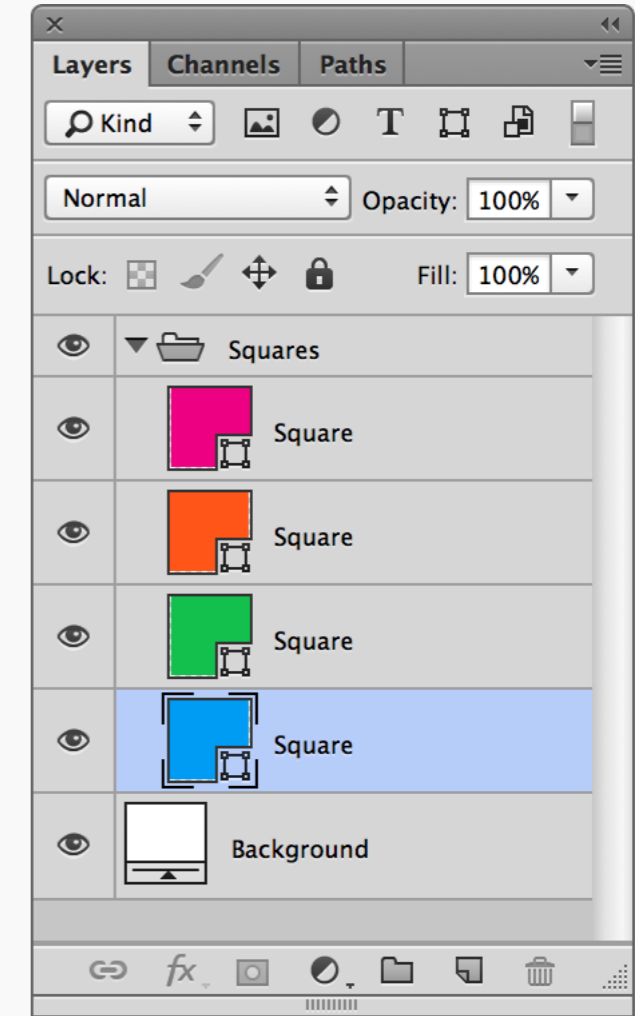 Layers Channels Paths
Kind T
Normal Opacity: 100%
Lock: Fill: 100%
Squares
Square
Square
Square
Square
Background
fx